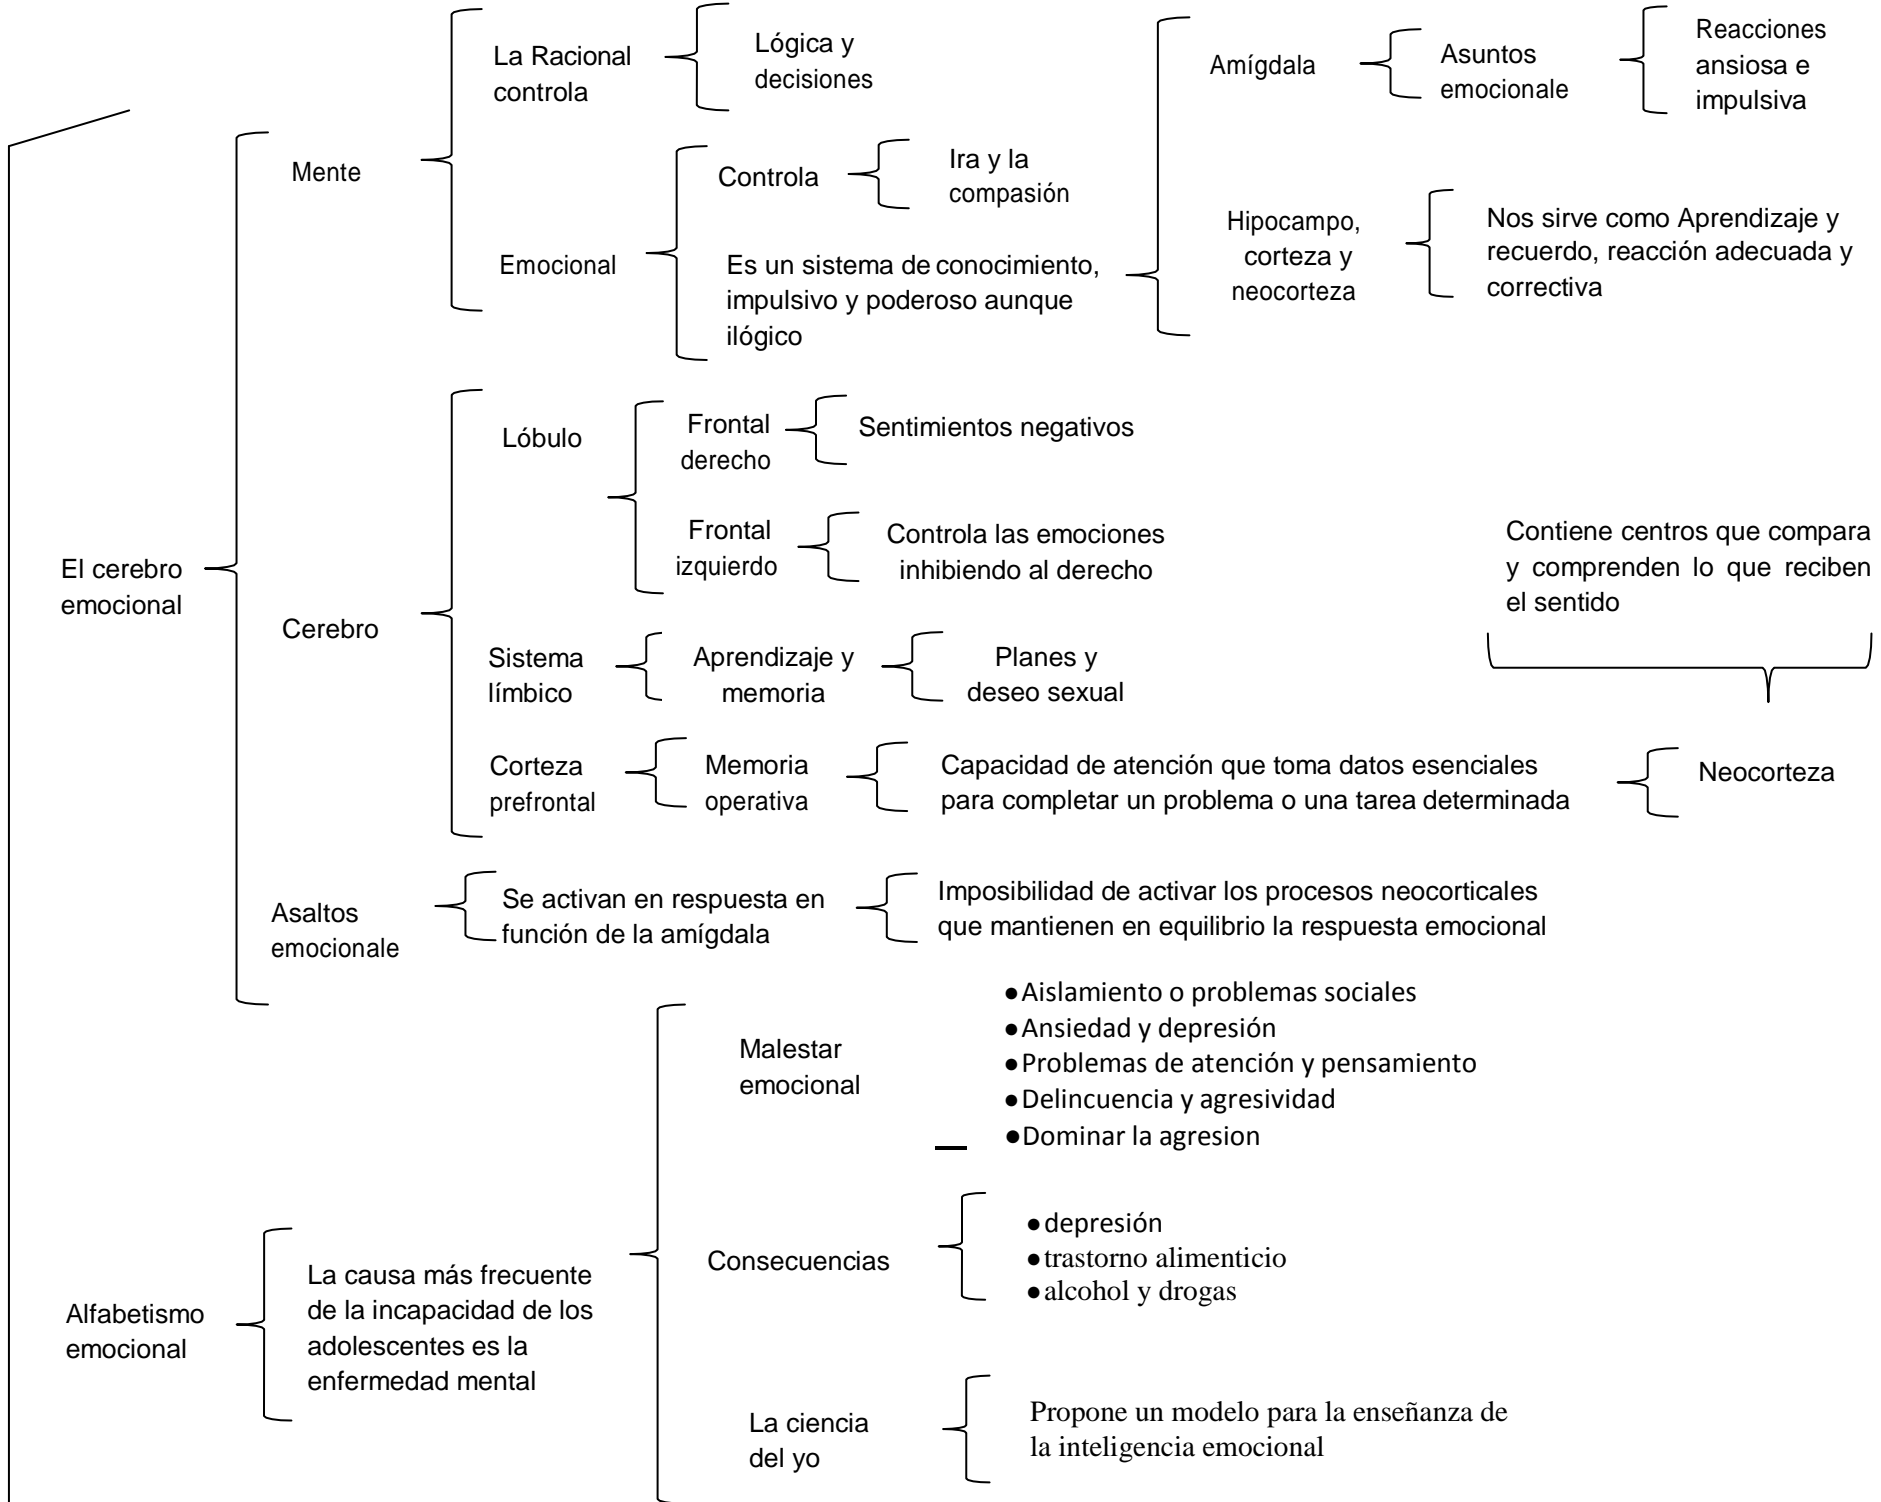 La Racional
controla
Lógica y
decisiones
Amígdala
Asuntos
emocionale
Reacciones
ansiosa e
impulsiva
Mente
Controla
Ira y la
compasión
Emocional
Es un sistema de conocimiento,
impulsivo y poderoso aunque
ilógico
Hipocampo,
corteza y
neocorteza
Nos sirve como Aprendizaje y
recuerdo, reacción adecuada y
correctiva
El cerebro
emocional
Cerebro
Lóbulo
Frontal
derecho
Sentimientos negativos
Frontal
izquierdo
Controla las emociones
inhibiendo al derecho
Contiene centros que compara
y comprenden lo que reciben
el sentido
Sistema
límbico
Aprendizaje y
memoria
Planes y
deseo sexual
Corteza
prefrontal
Memoria
operativa
Capacidad de atención que toma datos esenciales
para completar un problema o una tarea determinada
Neocorteza
Asaltos
emocionale
Se activan en respuesta en
función de la amígdala
Imposibilidad de activar los procesos neocorticales
que mantienen en equilibrio la respuesta emocional
Malestar
emocional
●Aislamiento o problemas sociales
●Ansiedad y depresión
●Problemas de atención y pensamiento
●Delincuencia y agresividad
●Dominar la agresion
Alfabetismo
emocional
La causa más frecuente
de la incapacidad de los
adolescentes es la
enfermedad mental
Consecuencias
●depresión
●trastorno alimenticio
●alcohol y drogas
La ciencia
del yo
Propone un modelo para la enseñanza de
la inteligencia emocional